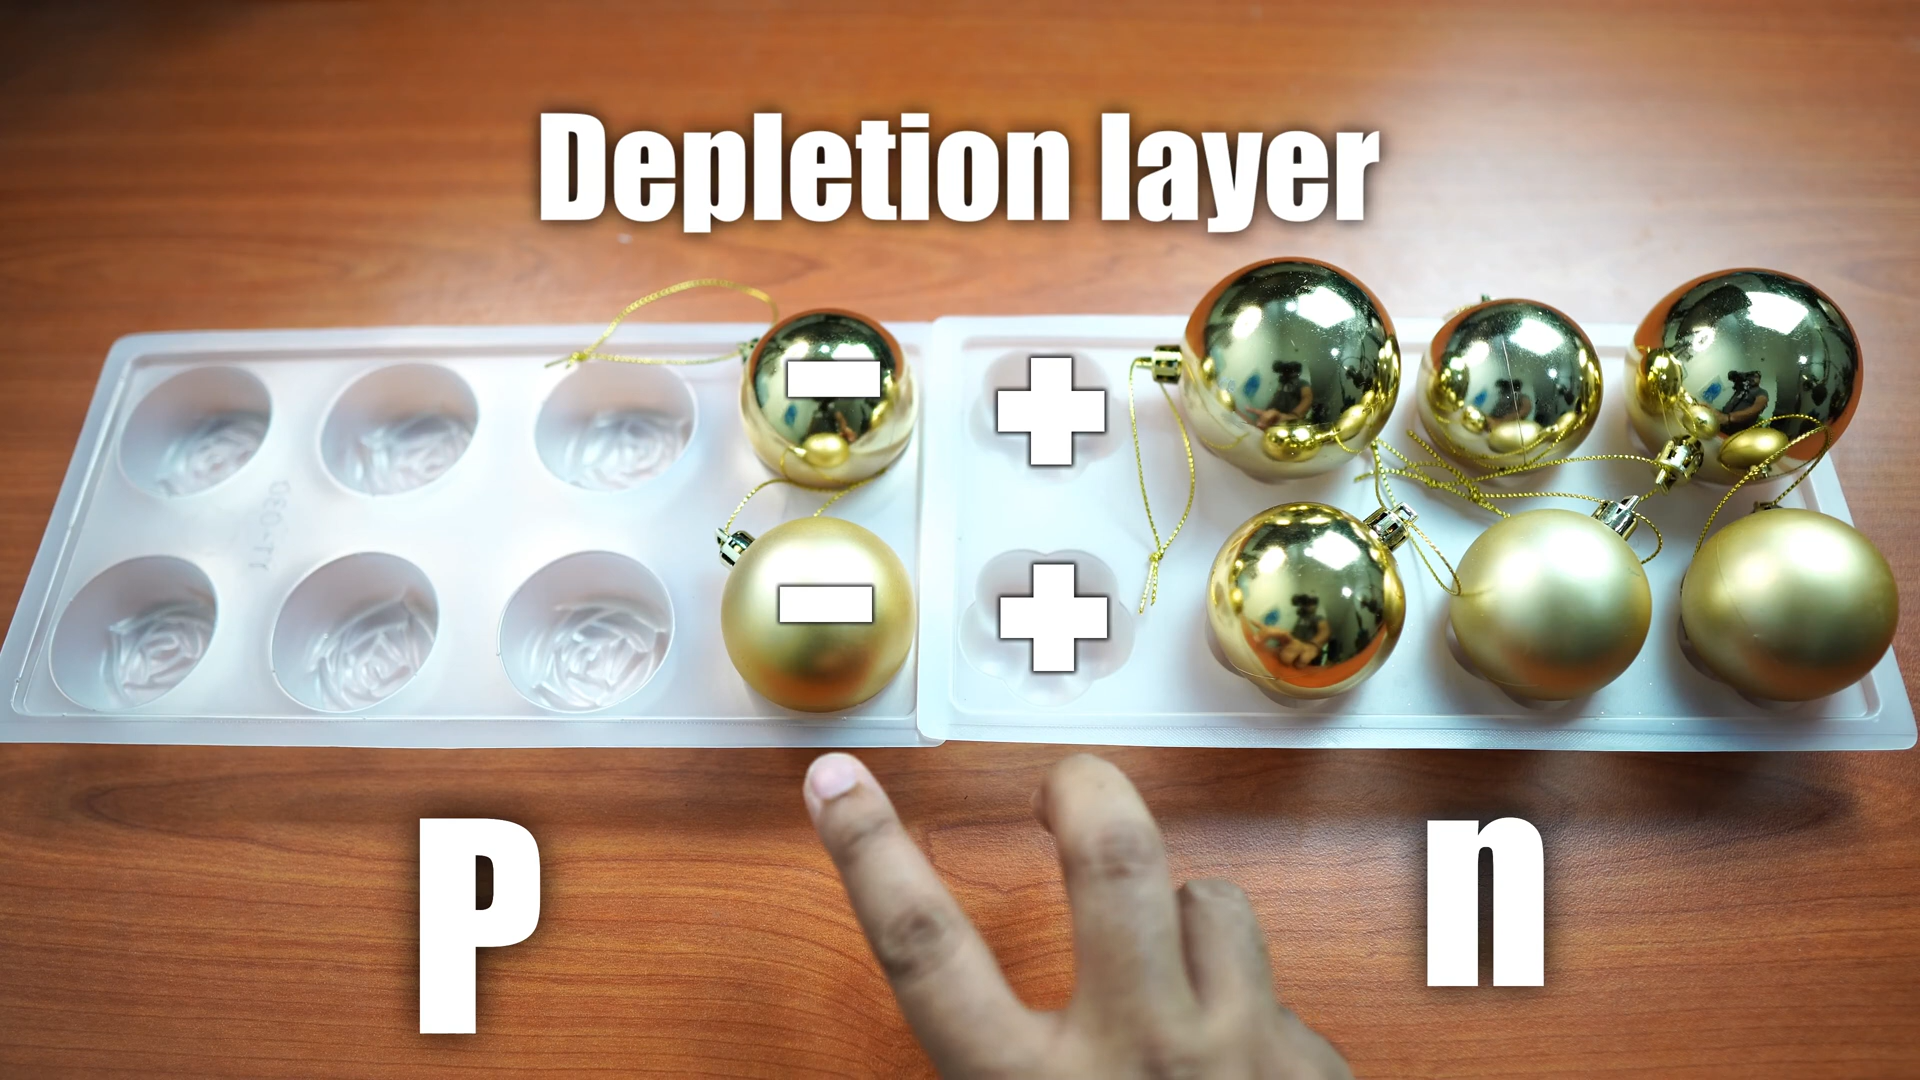 Depletion layer
- +
- +
P n